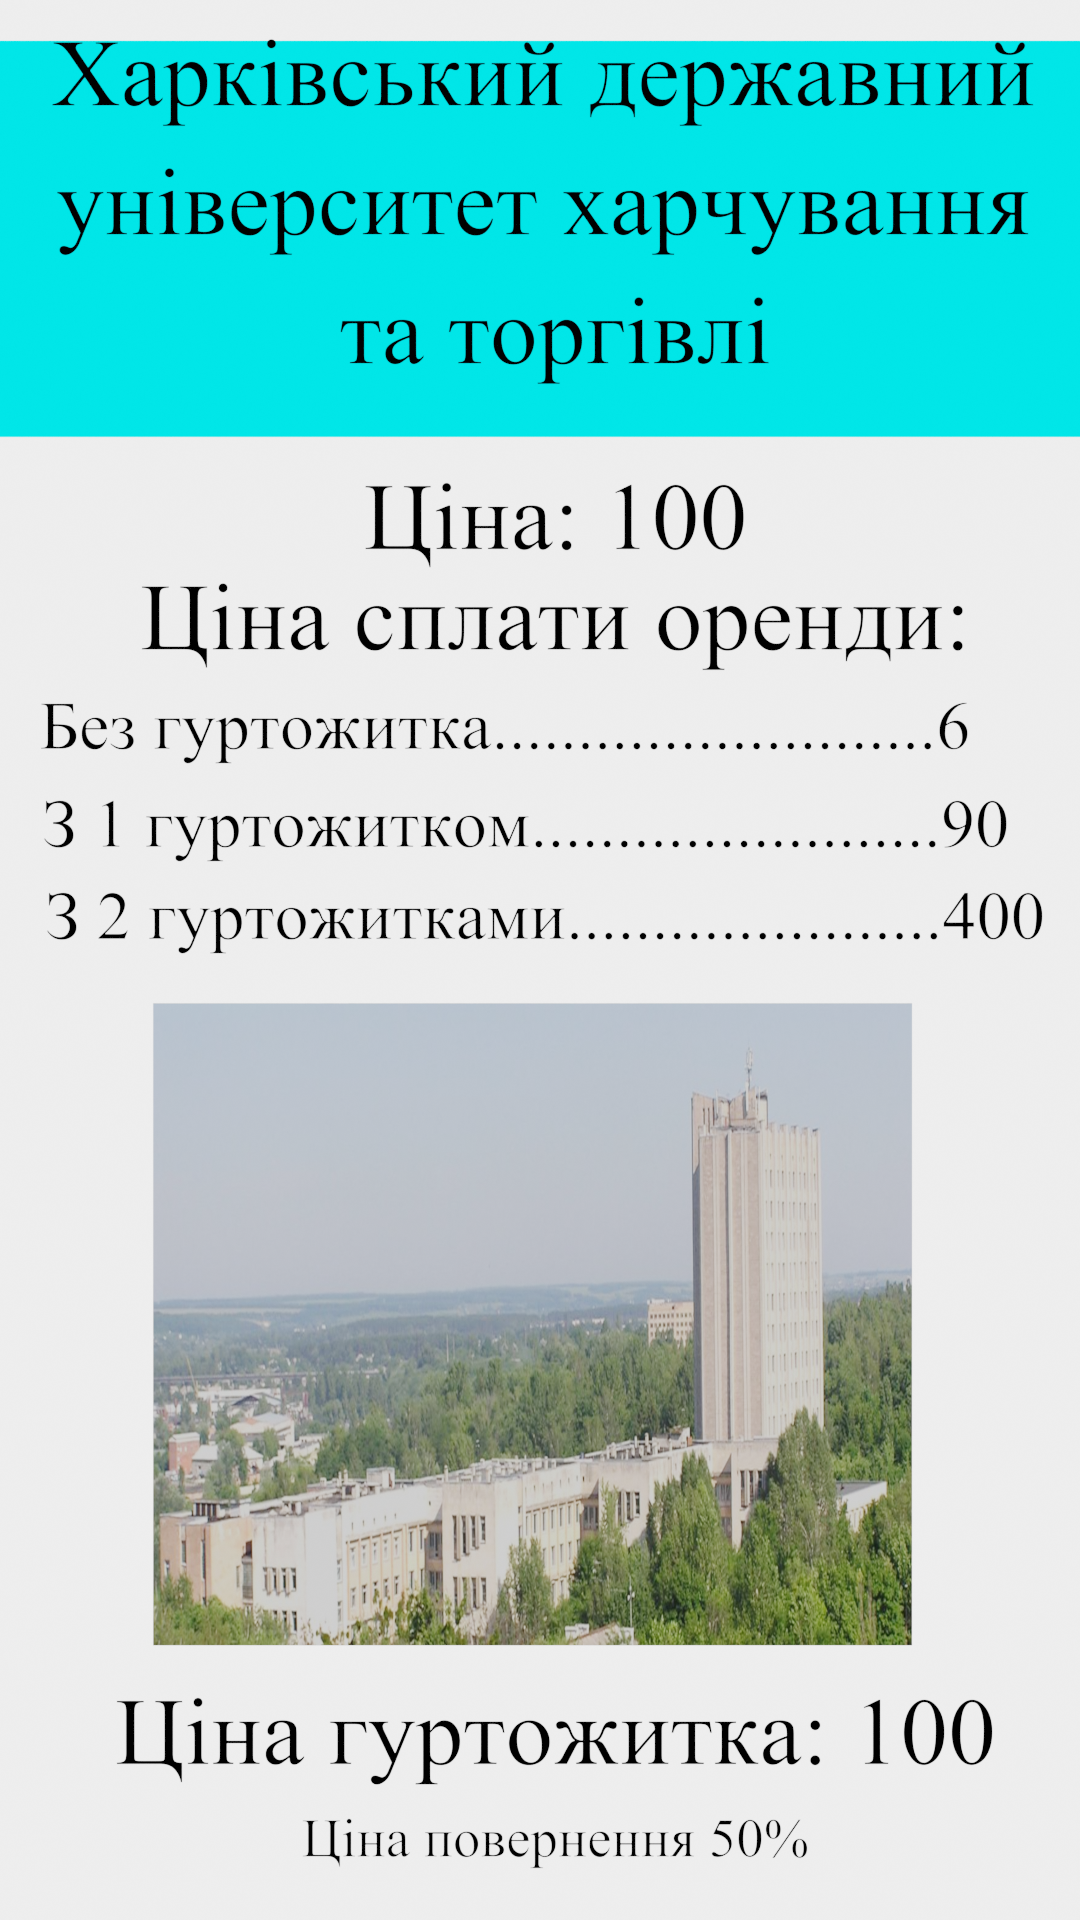 Харківський державний
університет харчування
та торгівлі
Ціна: 100
Ціна сплати оренди:
Без гуртожитка..........................6
З 1 гуртожитком........................90
З 2 гуртожитками......................400
Ціна гуртожитка: 100
Ціна повернення 50%